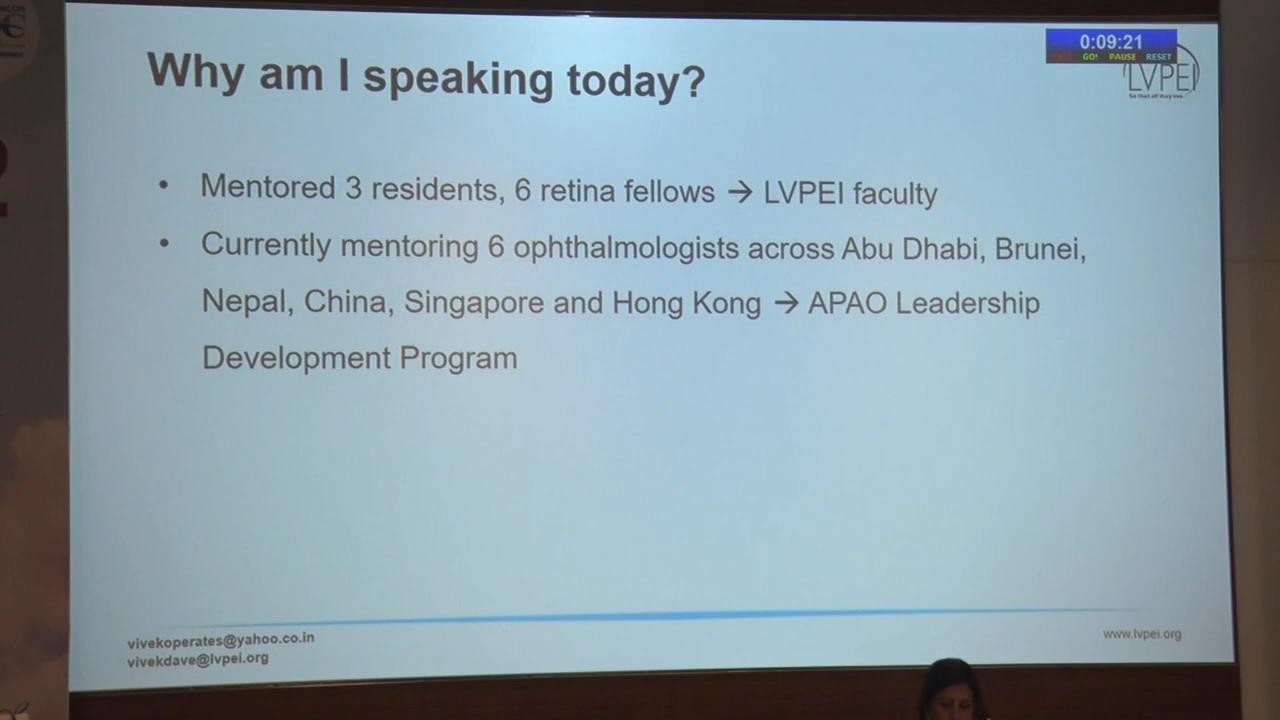 NCON
0:09:21
GO! PAUSE RESET
LVPEI
So that all may see
Why am I speaking today?
• Mentored 3 residents, 6 retina fellows → LVPEI faculty
• Currently mentoring 6 ophthalmologists across Abu Dhabi, Brunei,
Nepal, China, Singapore and Hong Kong → APAO Leadership
Development Program
vivekoperates@yahoo.co.in
vivekdave@lvpei.org
www.lvpei.org